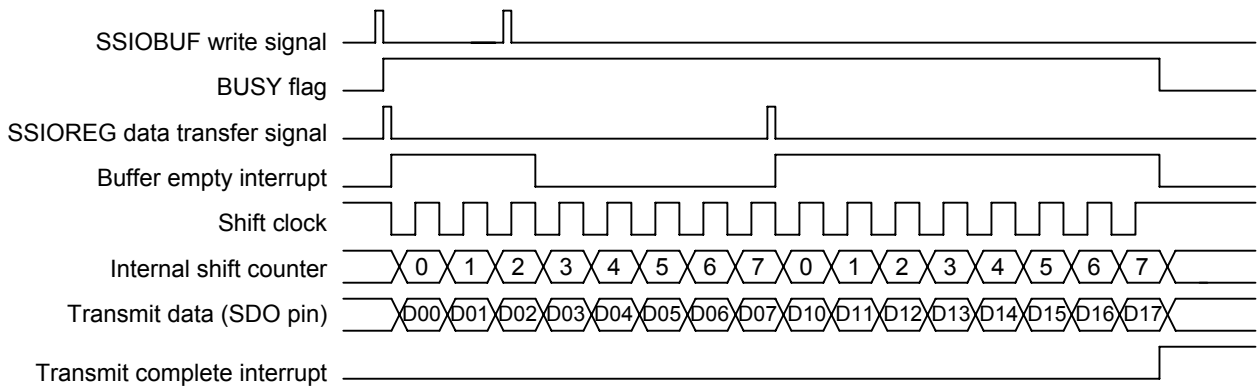 SSIOBUF write signal
BUSY flag
SSIOREG data transfer signal
Buffer empty interrupt
Shift clock
Internal shift counter 0 1 2 3 4 5 6 7 0 1 2 3 4 5 6 7
Transmit data (SDO pin) D00 D01 D02 D03 D04 D05 D06 D07 D10 D11 D12 D13 D14 D15 D16 D17
Transmit complete interrupt